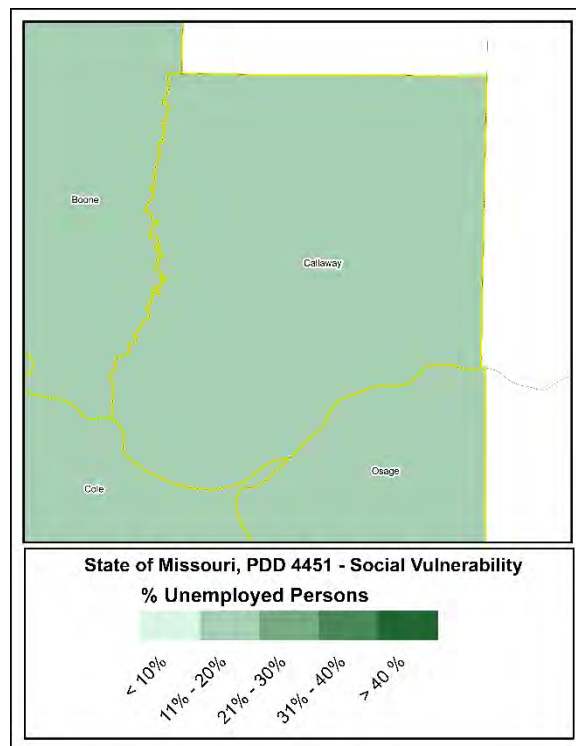 Boone
Callaway
Osage
Cole
State of Missouri, PDD 4451 - Social Vulnerability
% Unemployed Persons
< 10%
11% - 20%
21% - 30%
31% - 40%
> 40 %